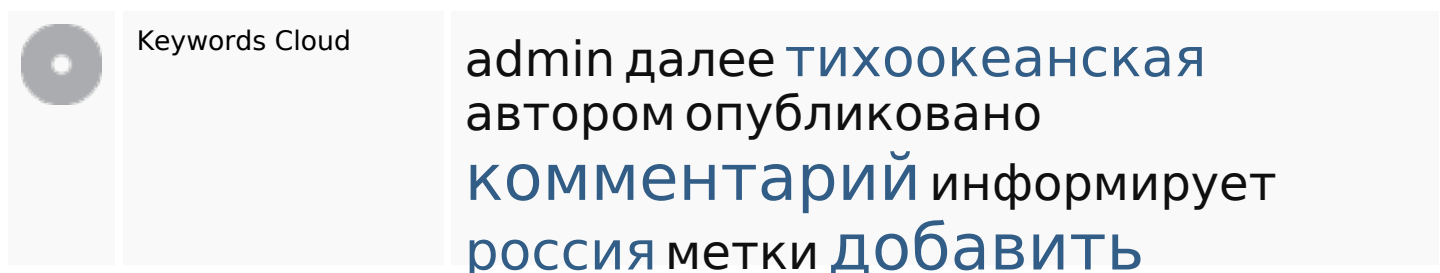 Keywords Cloud
admin далее тихоокеанская
автором опубликовано
комментарий информирует
россия метки добавить